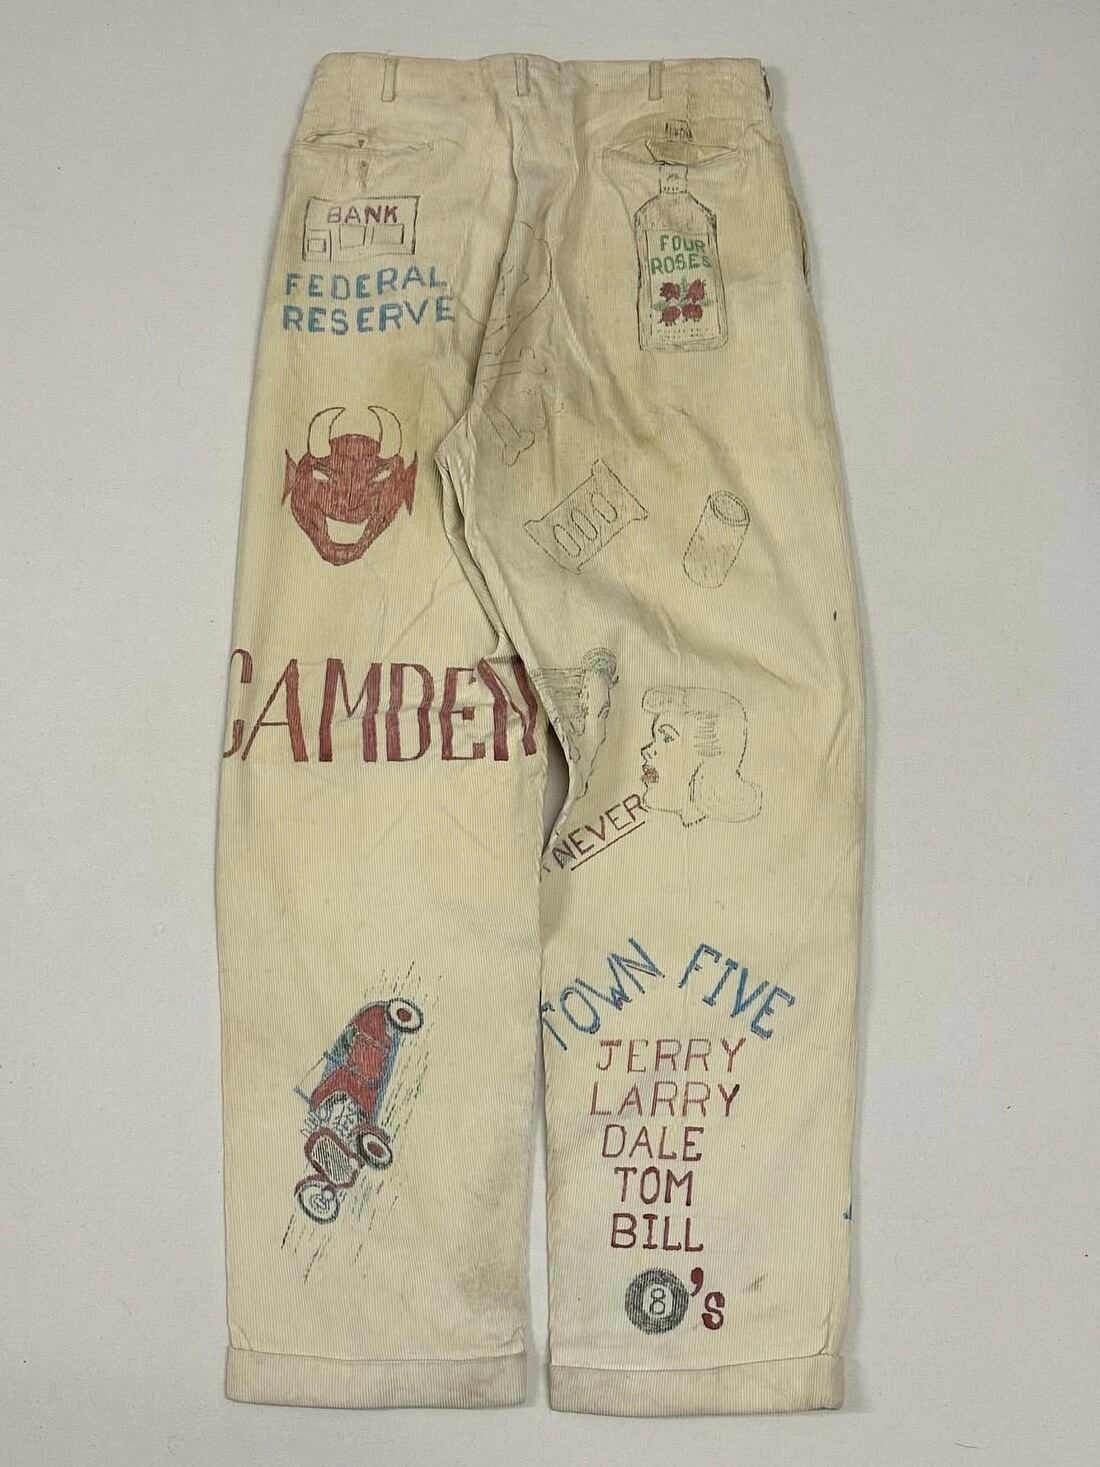 BANK
FEDERAL
RESERVE
FOUR
ROSES
CAMDEN
NEVER
TOWN FIVE
JERRY
LARRY
DALE
TOM
BILL
8's